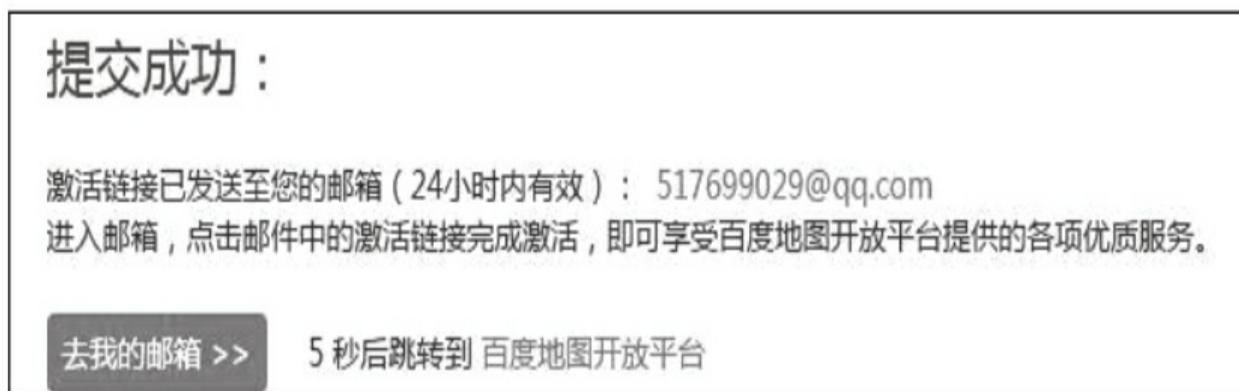 提交成功：
激活链接已发送至您的邮箱（24小时内有效）： 517699029@qq.com
进入邮箱，点击邮件中的激活链接完成激活，即可享受百度地图开放平台提供的各项优质服务。
去我的邮箱 >> 5 秒后跳转到 百度地图开放平台